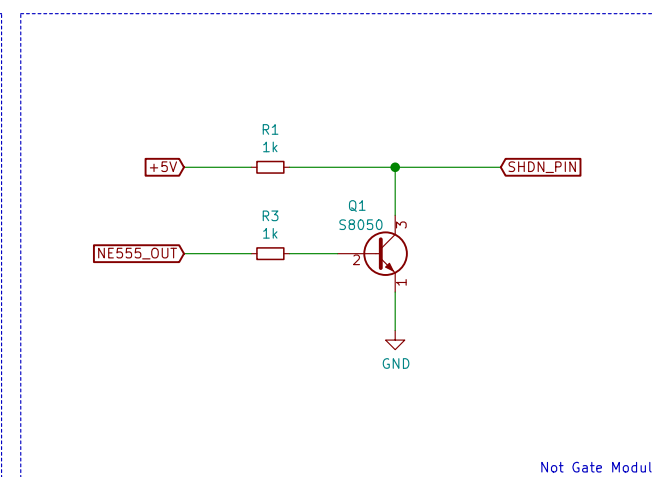 R1
1k
+5V
SHDN_PIN
Q1
S8050
3
R3
1k
NE555_OUT
2
1
GND
Not Gate Modul